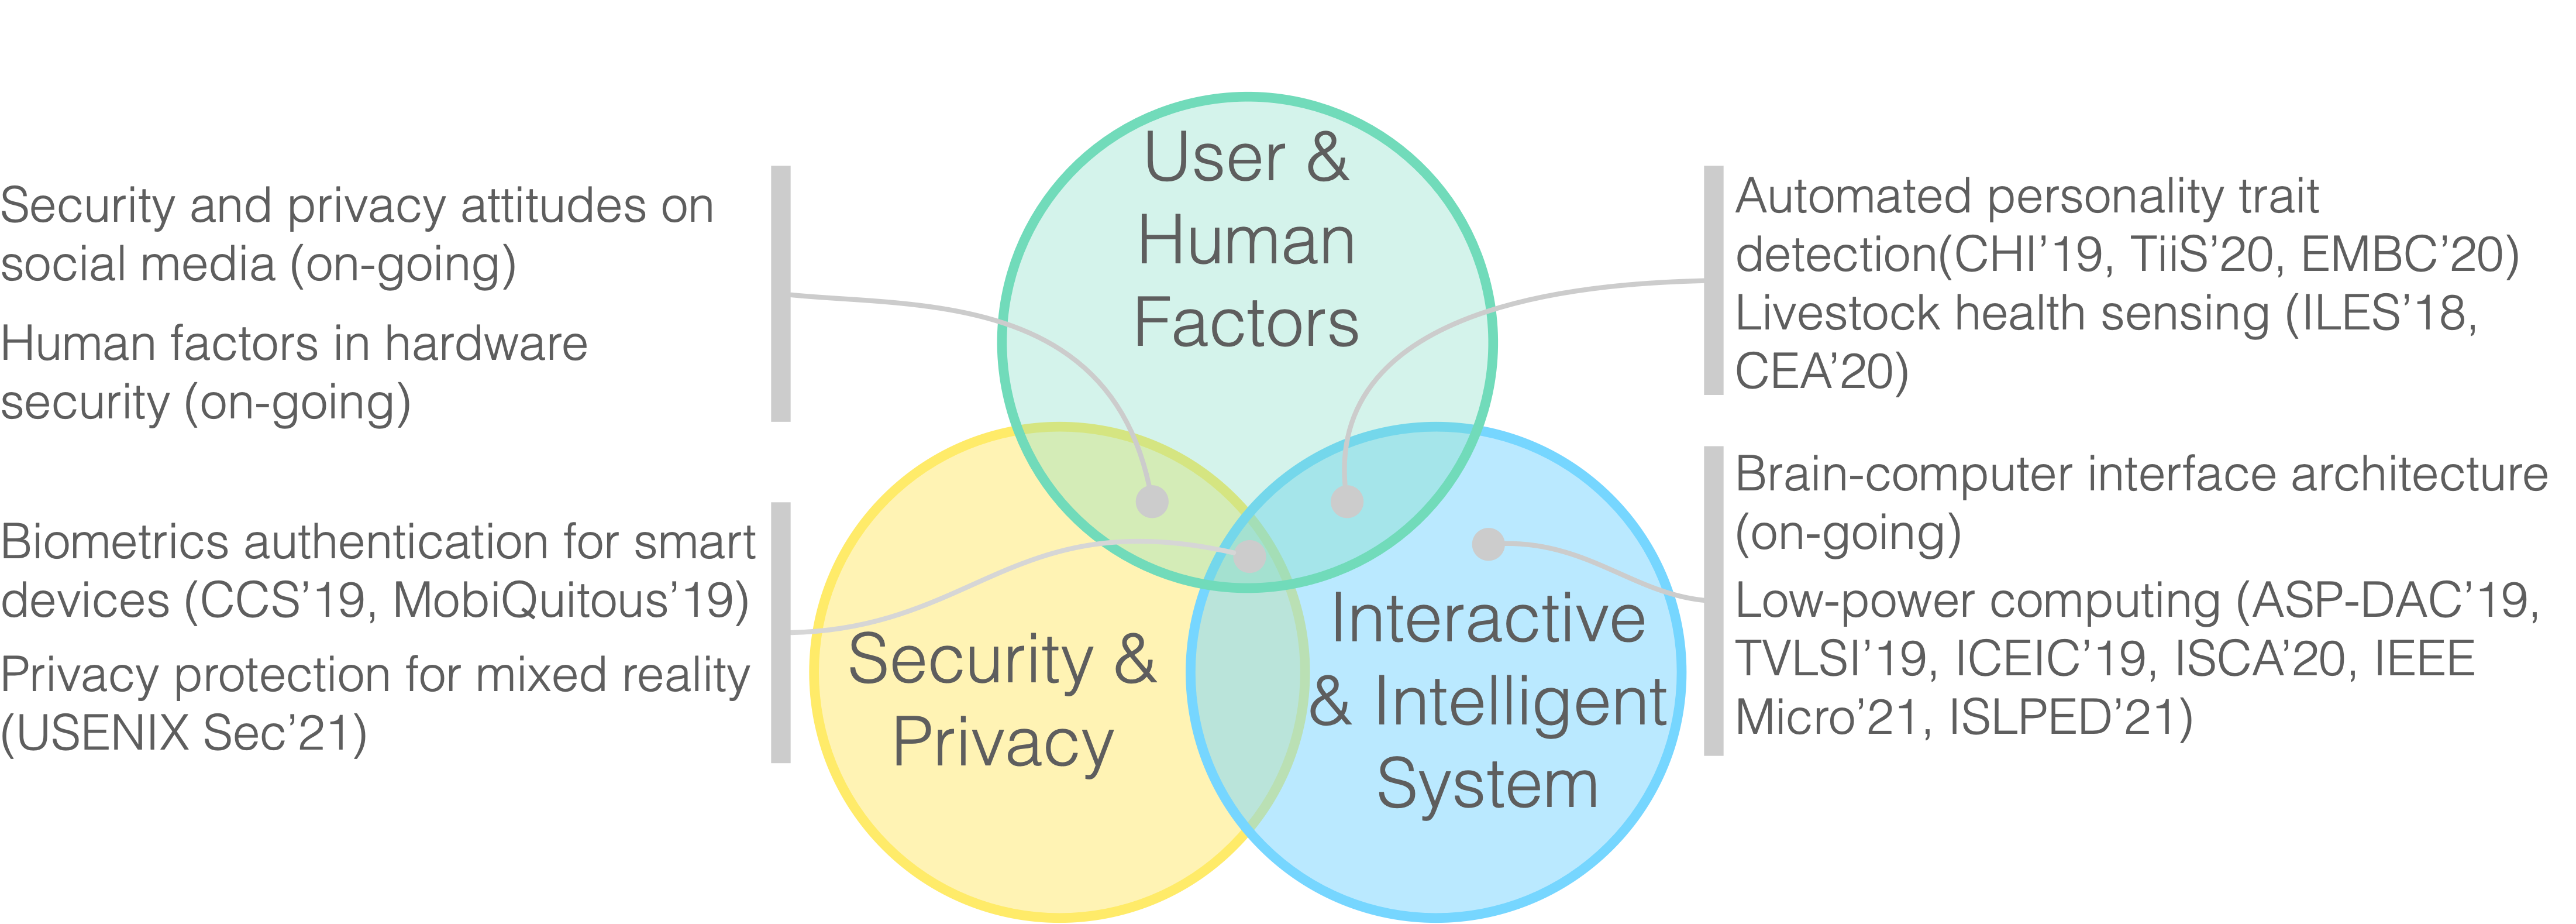 User &
Human
Factors
Security and privacy attitudes on
social media (on-going)
Human factors in hardware
security (on-going)
Biometrics authentication for smart
devices (CCS’19, MobiQuitous’19)
Privacy protection for mixed reality
(USENIX Sec’21)
Security &
Privacy
Interactive
& Intelligent
System
Automated personality trait
detection(CHI’19, TiiS’20, EMBC’20)
Livestock health sensing (ILES’18,
CEA’20)
Brain-computer interface architecture
(on-going)
Low-power computing (ASP-DAC’19,
TVLSI’19, ICEIC’19, ISCA’20, IEEE
Micro’21, ISLPED’21)